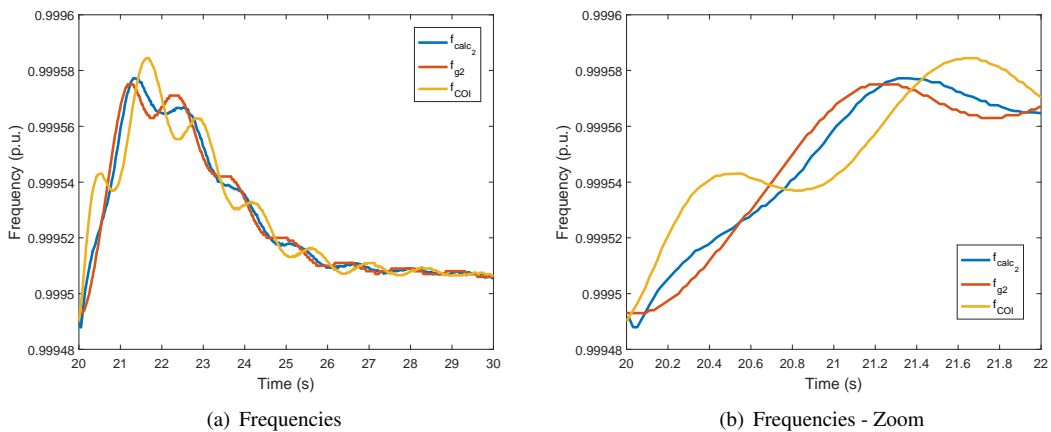 0.9996
0.99958
0.99956
0.99954
0.99952
0.9995
0.99948
Frequency (p.u.)
20 21 22 23 24 25 26 27 28 29 30
Time (s)
f_calc_2
f_g2
f_COI
(a) Frequencies
0.9996
0.99958
0.99956
0.99954
0.99952
0.9995
0.99948
Frequency (p.u.)
20 20.2 20.4 20.6 20.8 21 21.2 21.4 21.6 21.8 22
Time (s)
f_calc_2
f_g2
f_COI
(b) Frequencies - Zoom